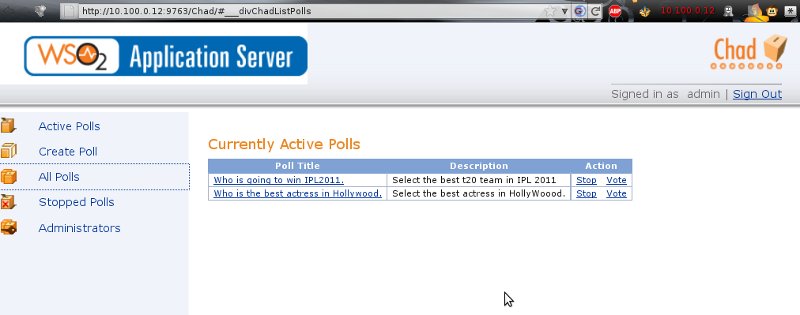 http://10.100.0.12:9763/Chad/#___divChadListPolls
ABP
10.100.0.12
WSO2 Application Server
Chad
Signed in as admin | Sign Out
Active Polls
Create Poll
All Polls
Stopped Polls
Administrators
Currently Active Polls
Poll Title Description Action
Who is going to win IPL2011. Select the best t20 team in IPL 2011 Stop Vote
Who is the best actress in Hollywood. Select the best actress in HollyWoood. Stop Vote